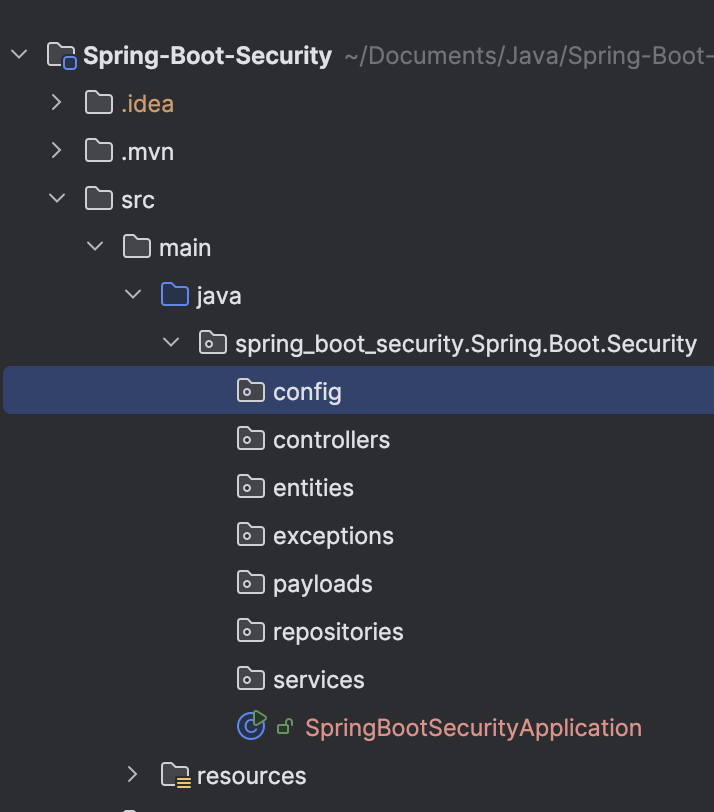 Spring-Boot-Security ~/Documents/Java/Spring-Boot-
.idea
.mvn
src
main
java
spring_boot_security.Spring.Boot.Security
config
controllers
entities
exceptions
payloads
repositories
services
SpringBootSecurityApplication
resources